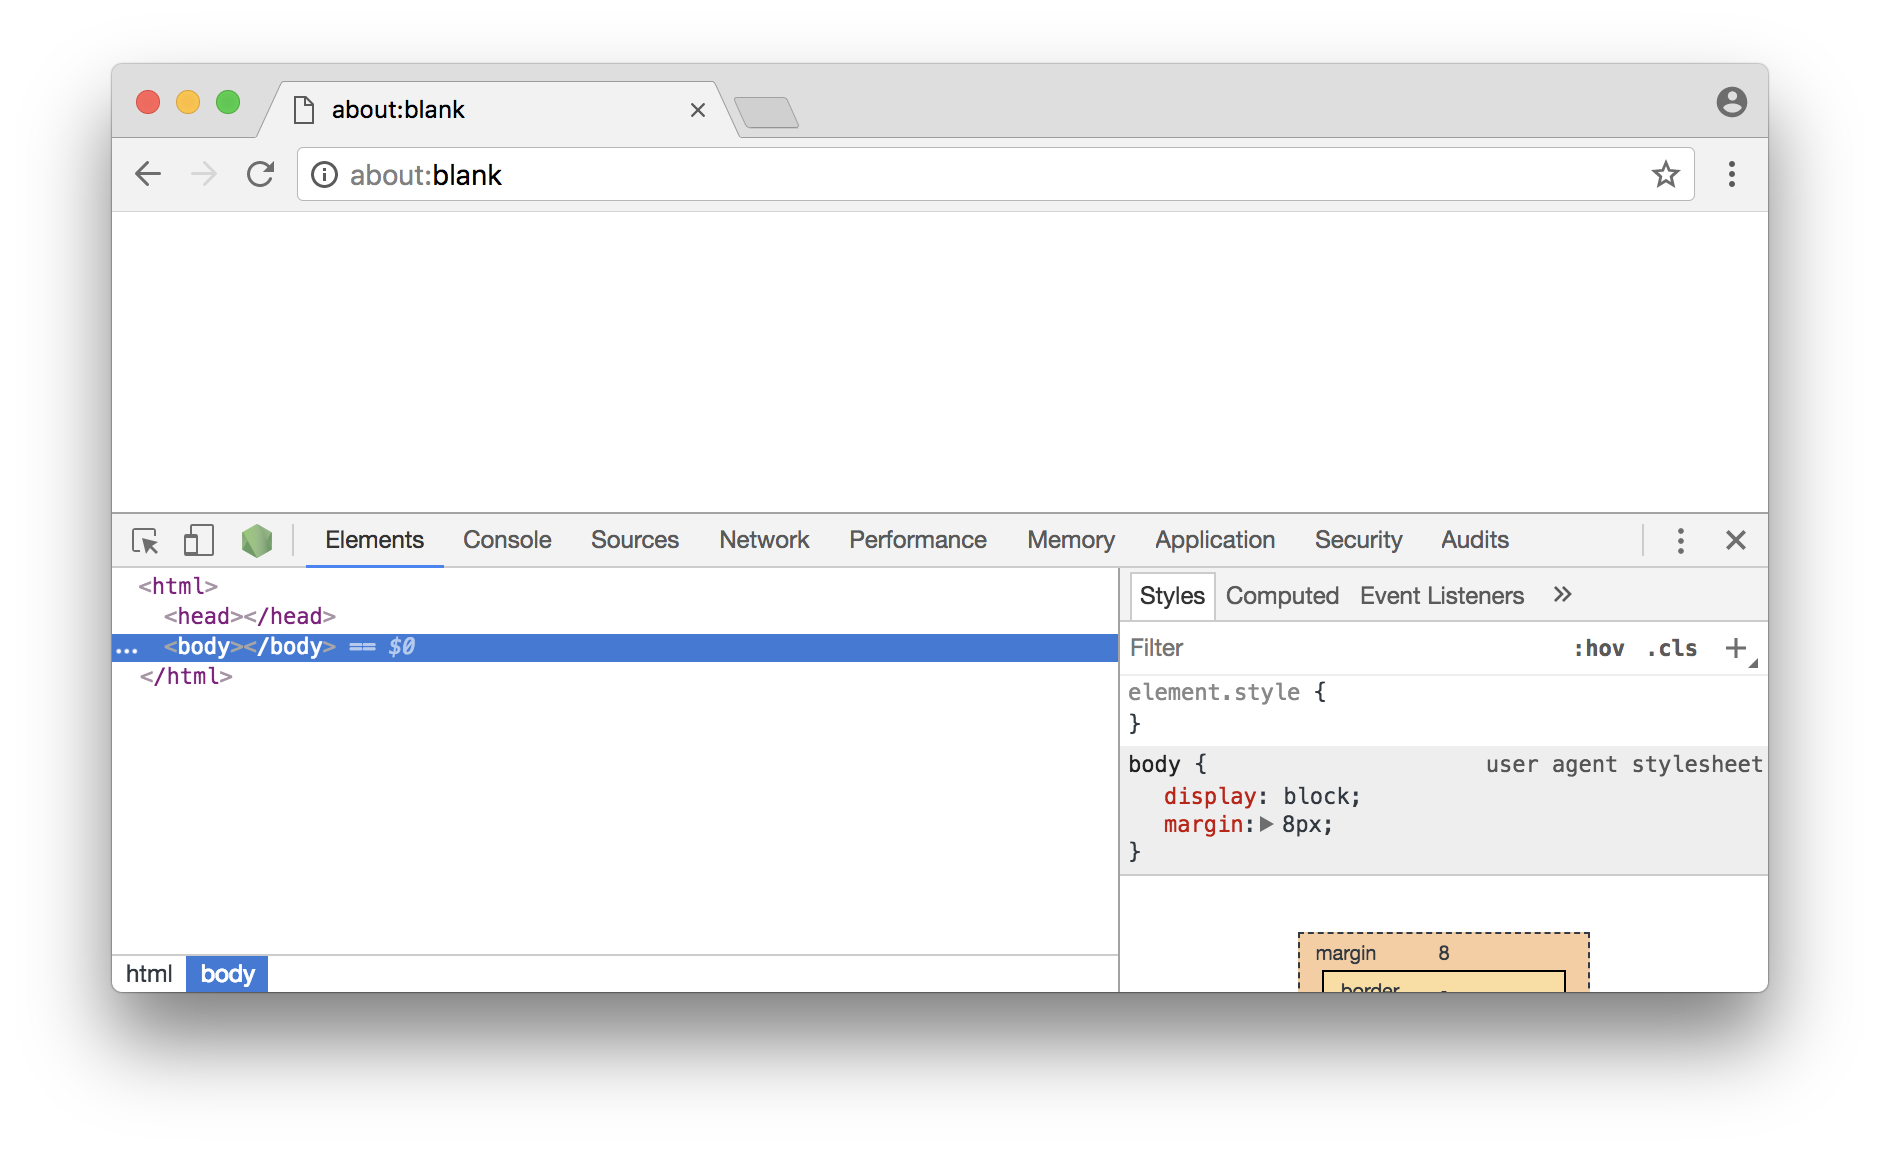 about:blank
about:blank
Elements Console Sources Network Performance Memory Application Security Audits
<html>
<head></head>
... <body></body> == $0
</html>
html body
Styles Computed Event Listeners »
Filter :hov .cls +
element.style {
}
body { user agent stylesheet
display: block;
margin: 8px;
}
margin 8
border -